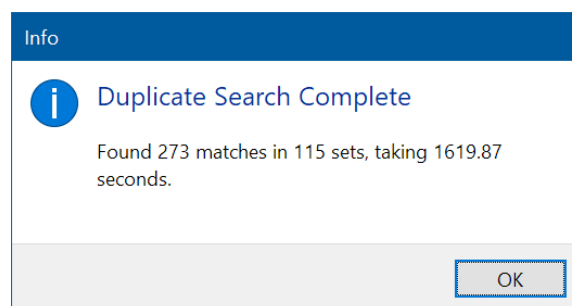 Info
Duplicate Search Complete
Found 273 matches in 115 sets, taking 1619.87
seconds.
OK